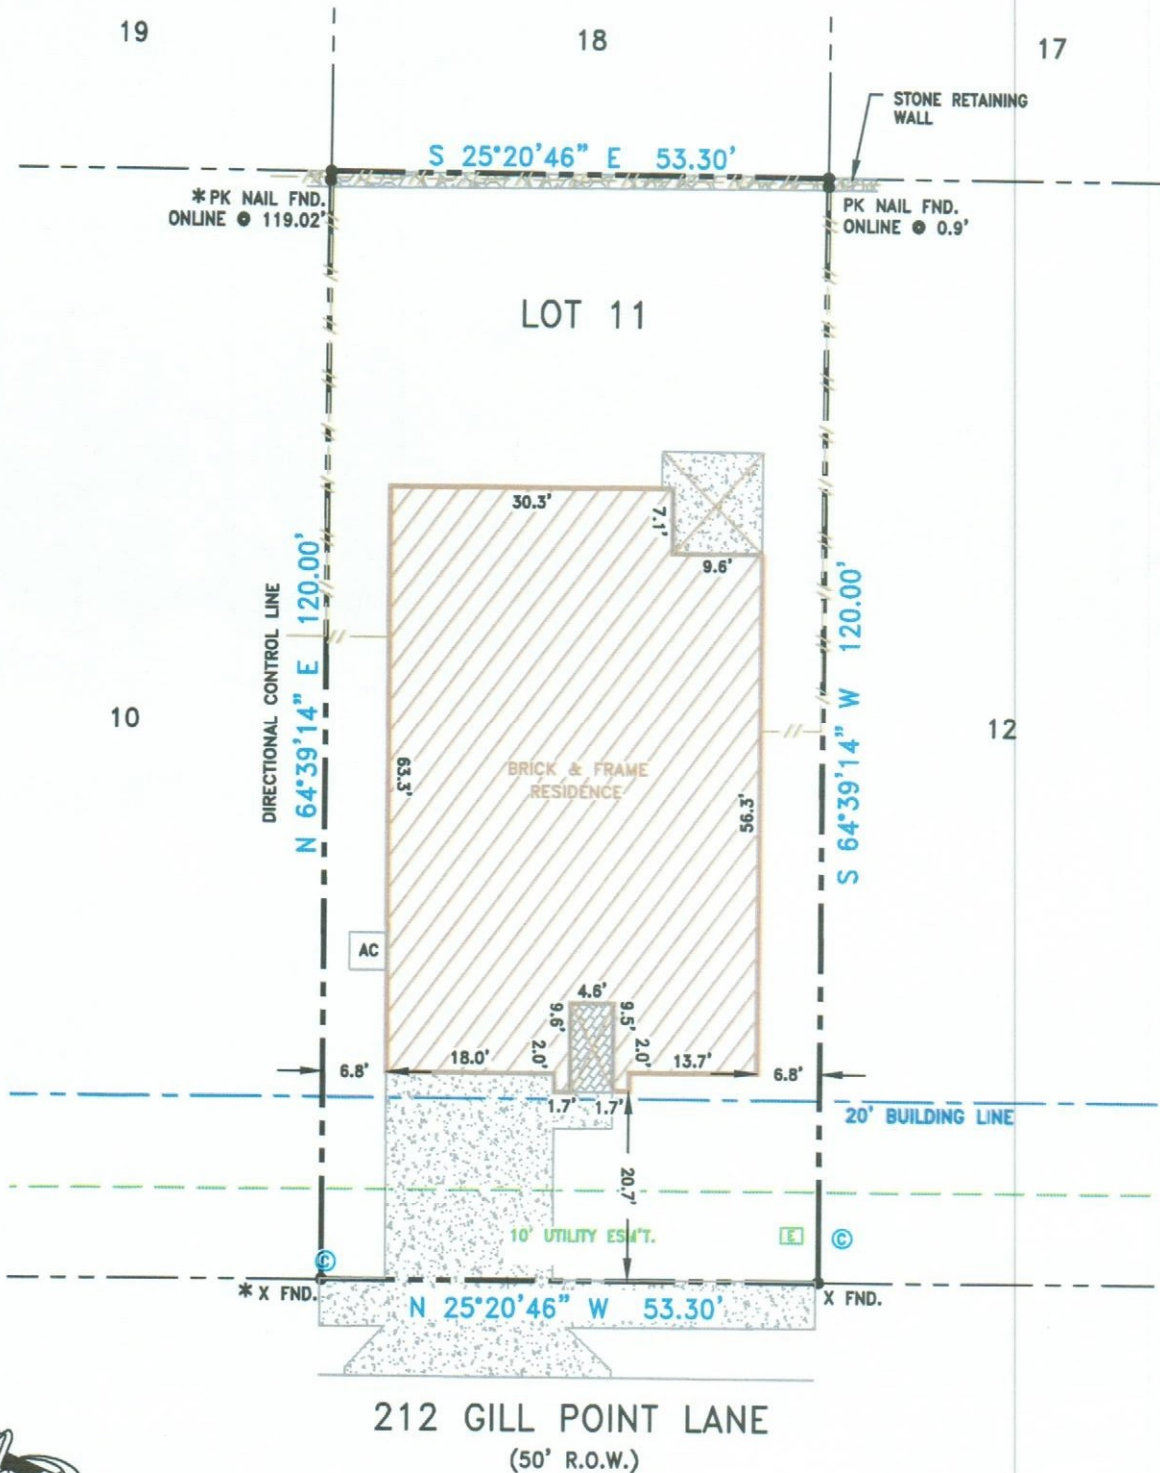 19
18
17
STONE RETAINING
WALL
S 25°20'46" E 53.30'
*PK NAIL FND.
ONLINE @ 119.02'
PK NAIL FND.
ONLINE @ 0.9'
LOT 11
30.3'
7.1'
9.6'
DIRECTIONAL CONTROL LINE
N 64°39'14" E 120.00'
S 64°39'14" W 120.00'
10
12
63.3'
BRICK & FRAME
RESIDENCE
56.3'
AC
4.6'
9.6'
9.5'
2.0'
2.0'
6.8'
18.0'
13.7'
6.8'
1.7'
1.7'
20' BUILDING LINE
20.7'
10' UTILITY ESM'T.
E
©
©
* X FND.
N 25°20'46" W 53.30'
X FND.
212 GILL POINT LANE
(50' R.O.W.)